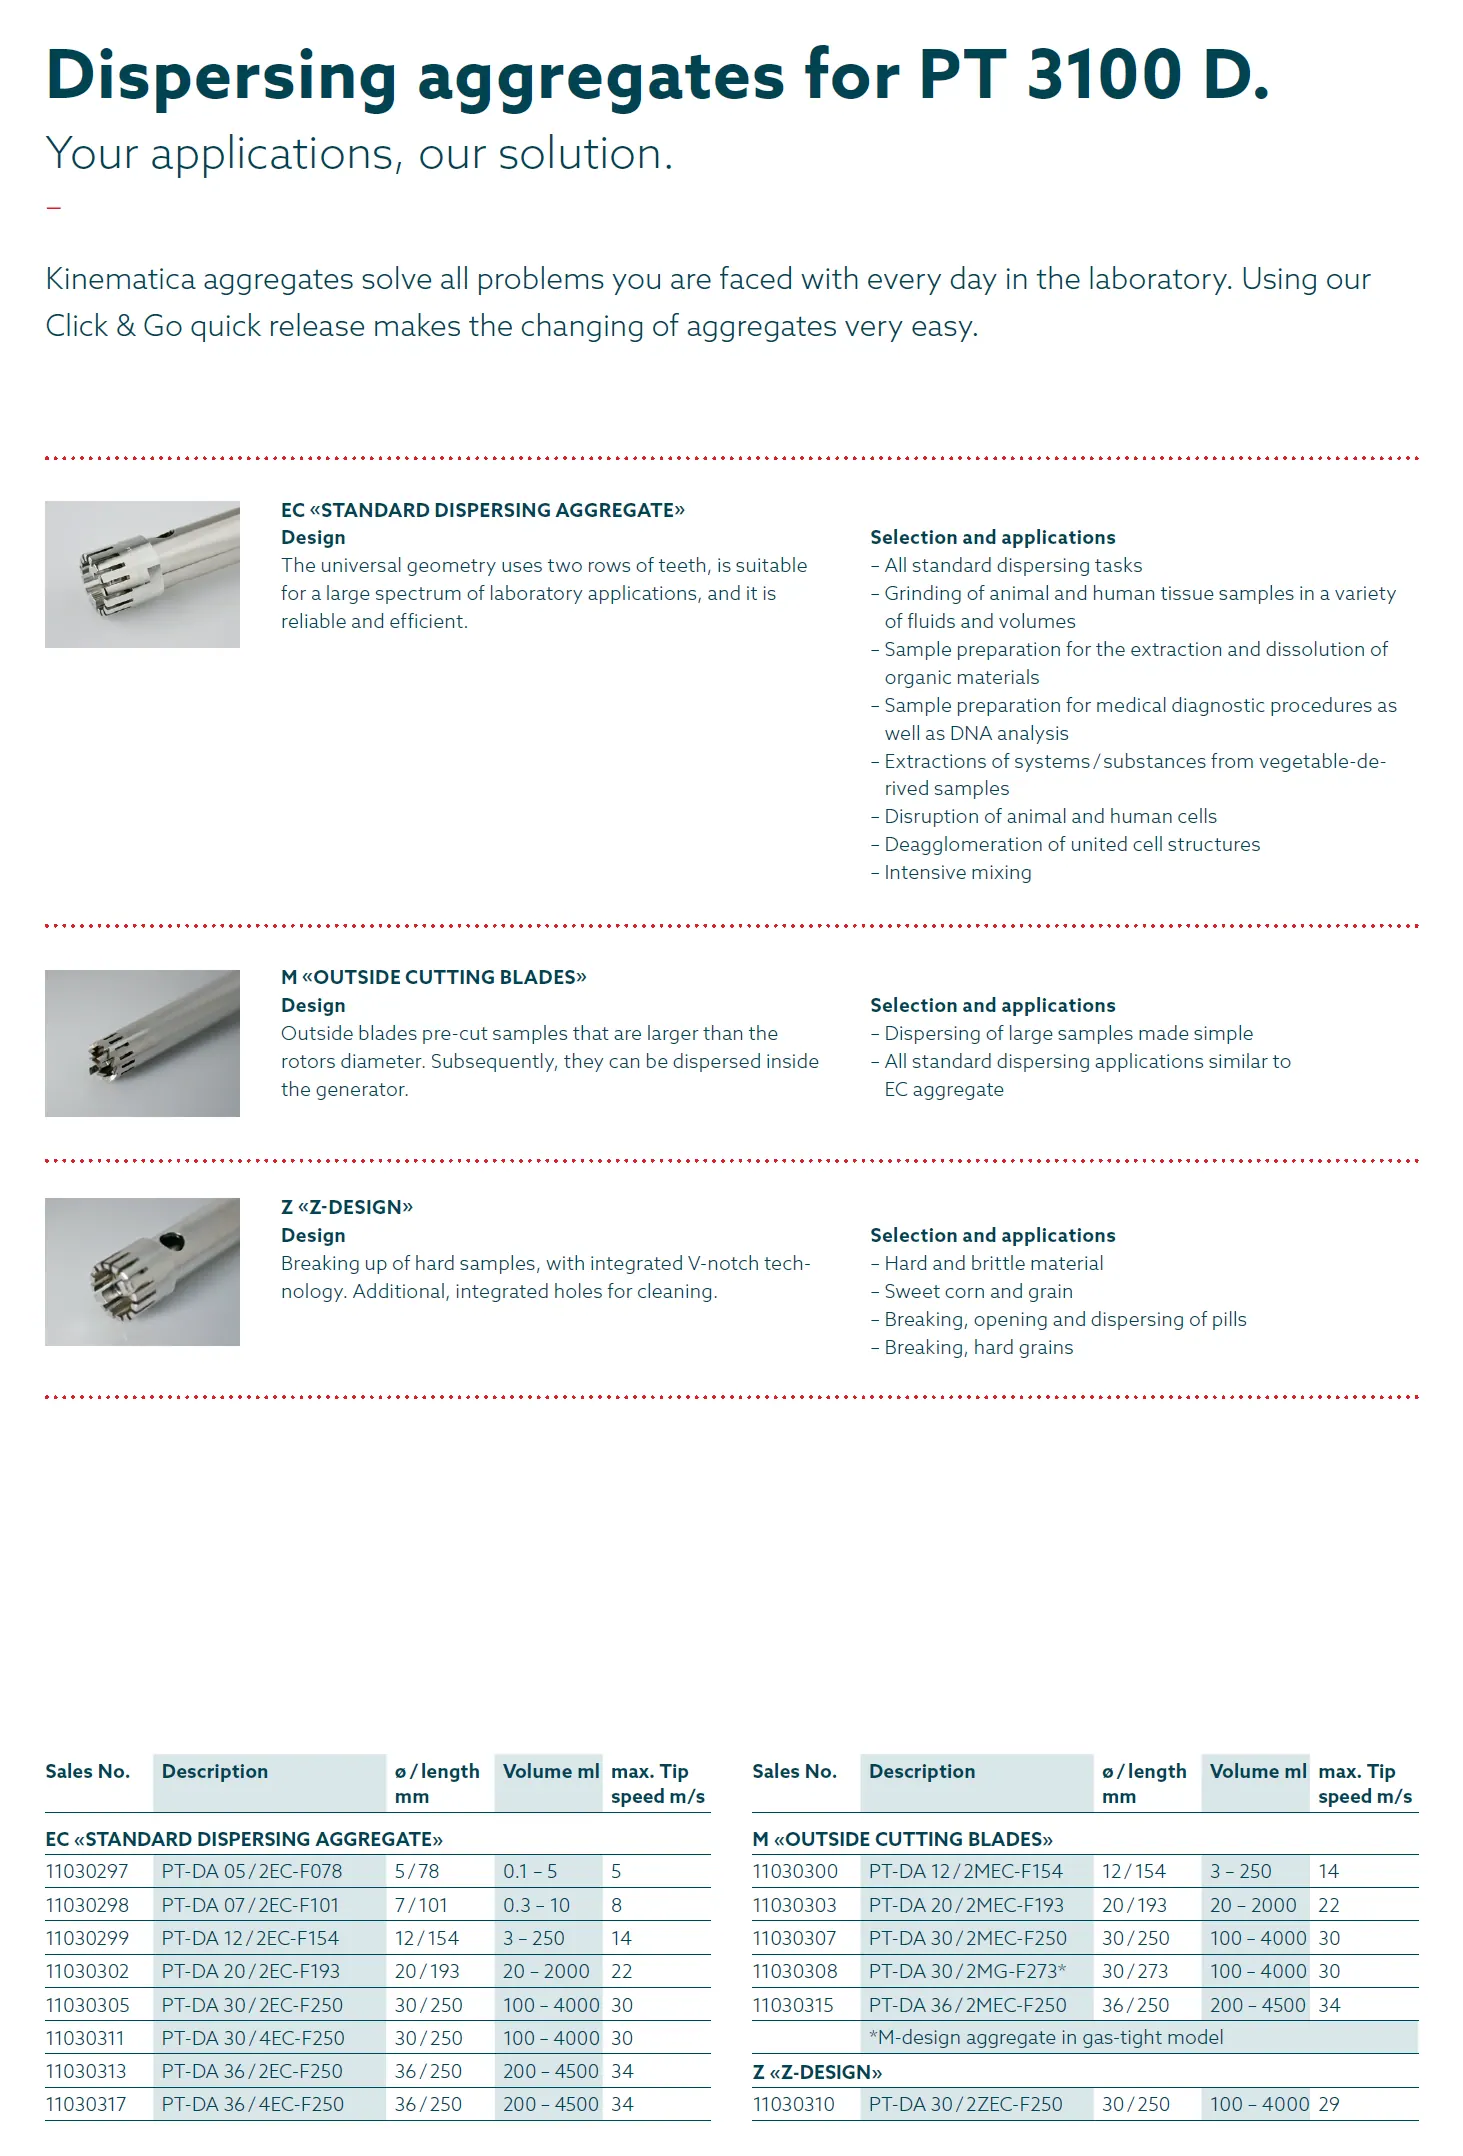 Dispersing aggregates for PT 3100 D.
Your applications, our solution.
–
Kinematica aggregates solve all problems you are faced with every day in the laboratory. Using our
Click & Go quick release makes the changing of aggregates very easy.
EC «STANDARD DISPERSING AGGREGATE»
Design
The universal geometry uses two rows of teeth, is suitable
for a large spectrum of laboratory applications, and it is
reliable and efficient.
Selection and applications
– All standard dispersing tasks
– Grinding of animal and human tissue samples in a variety
of fluids and volumes
– Sample preparation for the extraction and dissolution of
organic materials
– Sample preparation for medical diagnostic procedures as
well as DNA analysis
– Extractions of systems / substances from vegetable-de-
rived samples
– Disruption of animal and human cells
– Deagglomeration of united cell structures
– Intensive mixing
M «OUTSIDE CUTTING BLADES»
Design
Outside blades pre-cut samples that are larger than the
rotors diameter. Subsequently, they can be dispersed inside
the generator.
Selection and applications
– Dispersing of large samples made simple
– All standard dispersing applications similar to
EC aggregate
Z «Z-DESIGN»
Design
Breaking up of hard samples, with integrated V-notch tech-
nology. Additional, integrated holes for cleaning.
Selection and applications
– Hard and brittle material
– Sweet corn and grain
– Breaking, opening and dispersing of pills
– Breaking, hard grains
Sales No. Description ø / length mm Volume ml max. Tip speed m/s
EC «STANDARD DISPERSING AGGREGATE»
11030297 PT-DA 05 / 2EC-F078 5 / 78 0.1 – 5 5
11030298 PT-DA 07 / 2EC-F101 7 / 101 0.3 – 10 8
11030299 PT-DA 12 / 2EC-F154 12 / 154 3 – 250 14
11030302 PT-DA 20 / 2EC-F193 20 / 193 20 – 2000 22
11030305 PT-DA 30 / 2EC-F250 30 / 250 100 – 4000 30
11030311 PT-DA 30 / 4EC-F250 30 / 250 100 – 4000 30
11030313 PT-DA 36 / 2EC-F250 36 / 250 200 – 4500 34
11030317 PT-DA 36 / 4EC-F250 36 / 250 200 – 4500 34
Sales No. Description ø / length mm Volume ml max. Tip speed m/s
M «OUTSIDE CUTTING BLADES»
11030300 PT-DA 12 / 2MEC-F154 12 / 154 3 – 250 14
11030303 PT-DA 20 / 2MEC-F193 20 / 193 20 – 2000 22
11030307 PT-DA 30 / 2MEC-F250 30 / 250 100 – 4000 30
11030308 PT-DA 30 / 2MG-F273* 30 / 273 100 – 4000 30
11030315 PT-DA 36 / 2MEC-F250 36 / 250 200 – 4500 34
*M-design aggregate in gas-tight model
Z «Z-DESIGN»
11030310 PT-DA 30 / 2ZEC-F250 30 / 250 100 – 4000 29